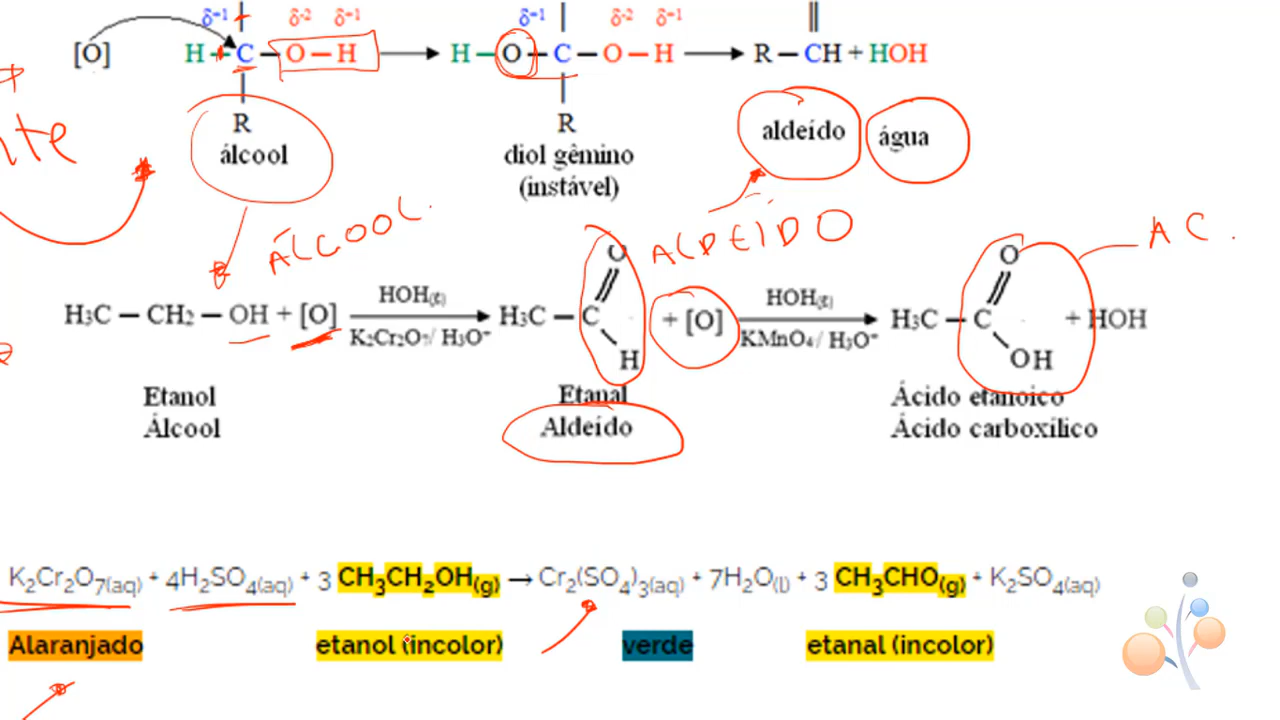 δ+1 δ-2 δ+1 δ+1 δ-2 δ+1
[O] H C O H H O C O H R CH + HOH
R R
álcool diol gêmino aldeído água
(instável)
ÁLCOOL ALDEÍDO AC.
O O
H₃C – CH₂ – OH + [O] HOH(ℓ) K₂Cr₂O₇/ H₃O⁺ H₃C – C + [O] HOH(ℓ) KMnO₄/ H₃O⁺ H₃C – C + HOH
H OH
Etanol Etanal Ácido etanoico
Álcool Aldeído Ácido carboxílico
K₂Cr₂O₇(aq) + 4H₂SO₄(aq) + 3 CH₃CH₂OH(g) → Cr₂(SO₄)₃(aq) + 7H₂O(l) + 3 CH₃CHO(g) + K₂SO₄(aq)
Alaranjado etanol (incolor) verde etanal (incolor)